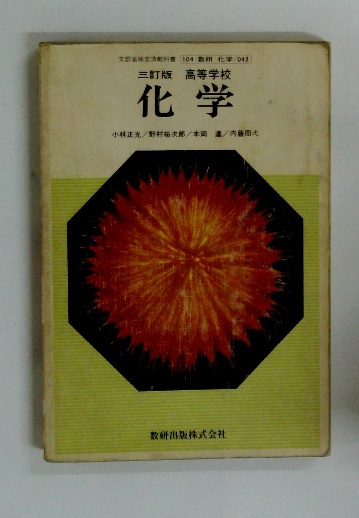 文部省検定済教科書 104 数研 化学 043
三訂版 高等学校
化学
小林正光／野村祐次郎／本岡 達／内藤周弌
数研出版株式会社